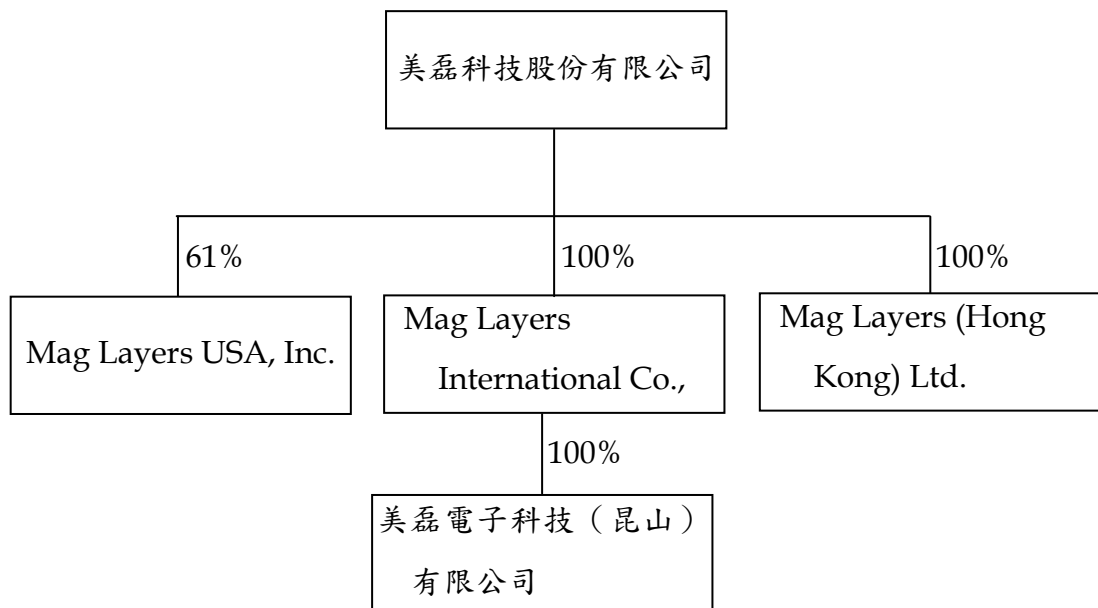 美磊科技股份有限公司
61%
100%
100%
Mag Layers USA, Inc.
Mag Layers
International Co.,
Mag Layers (Hong
Kong) Ltd.
100%
美磊電子科技（昆山）
有限公司